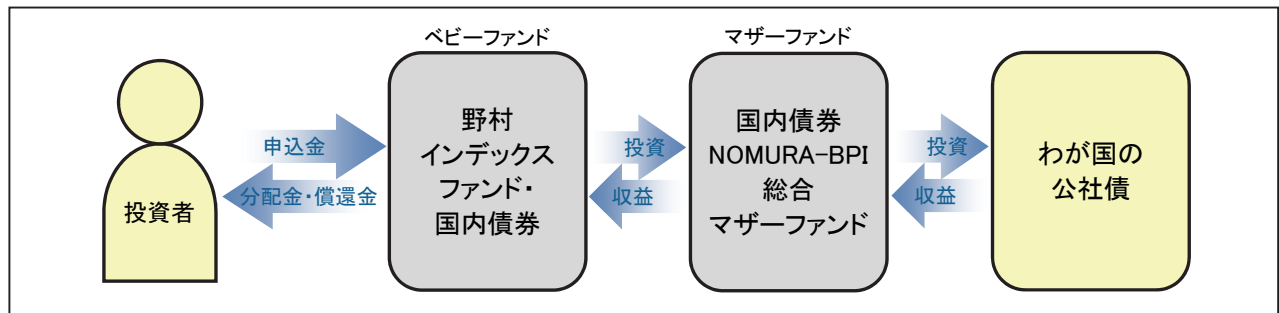 ベビーファンド
マザーファンド
投資者
申込金
分配金・償還金
野村
インデックス
ファンド・
国内債券
投資
収益
国内債券
NOMURA-BPI
総合
マザーファンド
投資
収益
わが国の
公社債